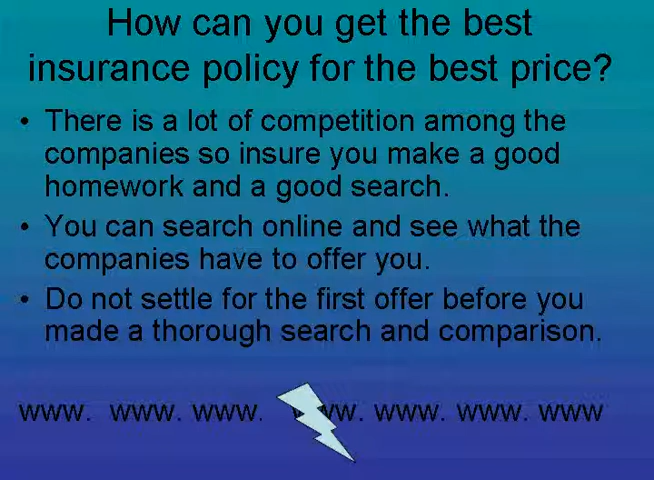 How can you get the best
insurance policy for the best price?
• There is a lot of competition among the
companies so insure you make a good
homework and a good search.
• You can search online and see what the
companies have to offer you.
• Do not settle for the first offer before you
made a thorough search and comparison.
www. www. www. www. www. www. www